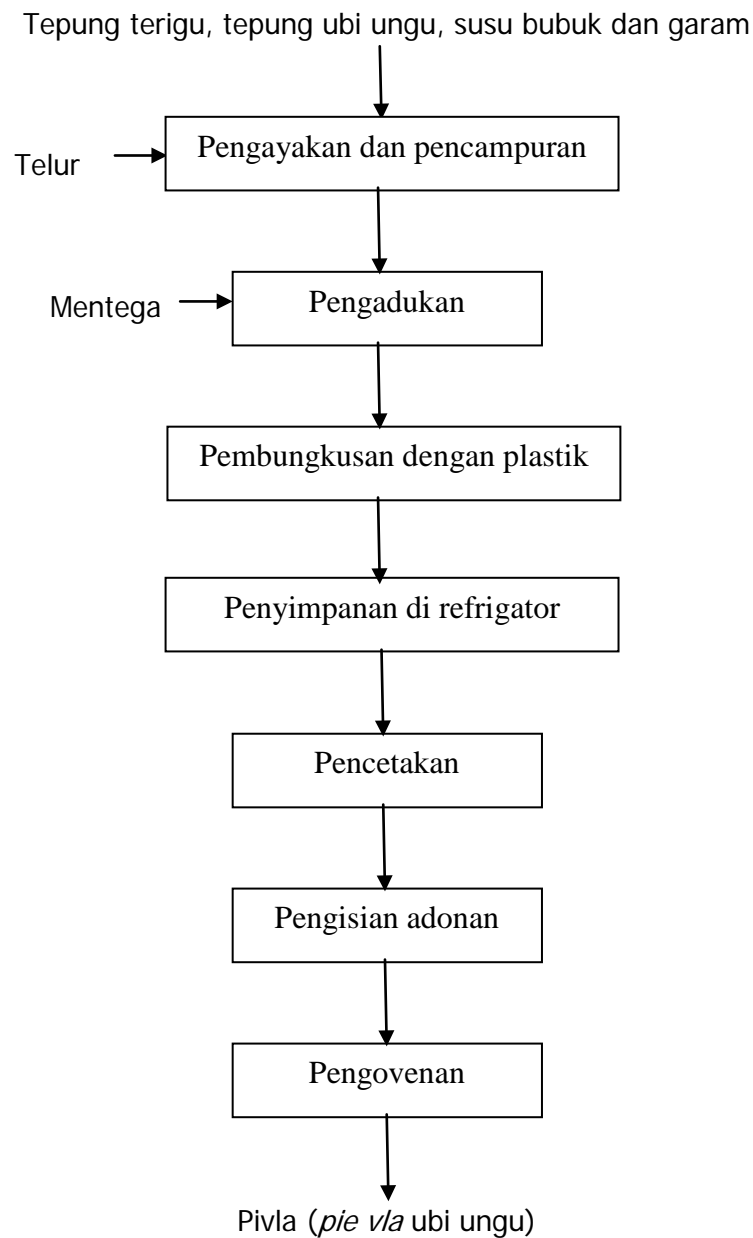 Tepung terigu, tepung ubi ungu, susu bubuk dan garam
Pengayakan dan pencampuran
Telur
Pengadukan
Mentega
Pembungkusan dengan plastik
Penyimpanan di refrigator
Pencetakan
Pengisian adonan
Pengovenan
Pivla (pie vla ubi ungu)